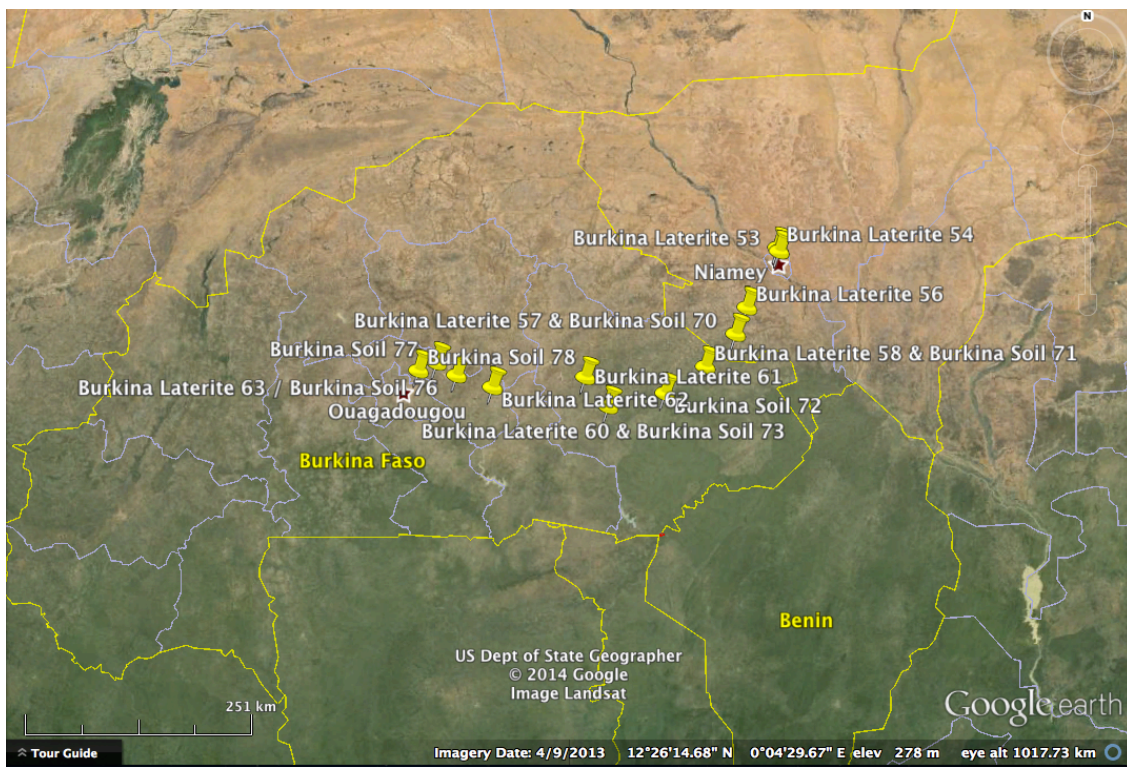 N
Burkina Laterite 53
Burkina Laterite 54
Niamey
Burkina Laterite 56
Burkina Laterite 57 & Burkina Soil 70
Burkina Soil 77
Burkina Soil 78
Burkina Laterite 58 & Burkina Soil 71
Burkina Laterite 61
Burkina Laterite 63 / Burkina Soil 76
Burkina Laterite 62
Burkina Soil 72
Ouagadougou
Burkina Laterite 60 & Burkina Soil 73
Burkina Faso
Benin
US Dept of State Geographer
© 2014 Google
Image Landsat
251 km
Google earth
Tour Guide
Imagery Date: 4/9/2013 12°26'14.68" N 0°04'29.67" E elev 278 m eye alt 1017.73 km